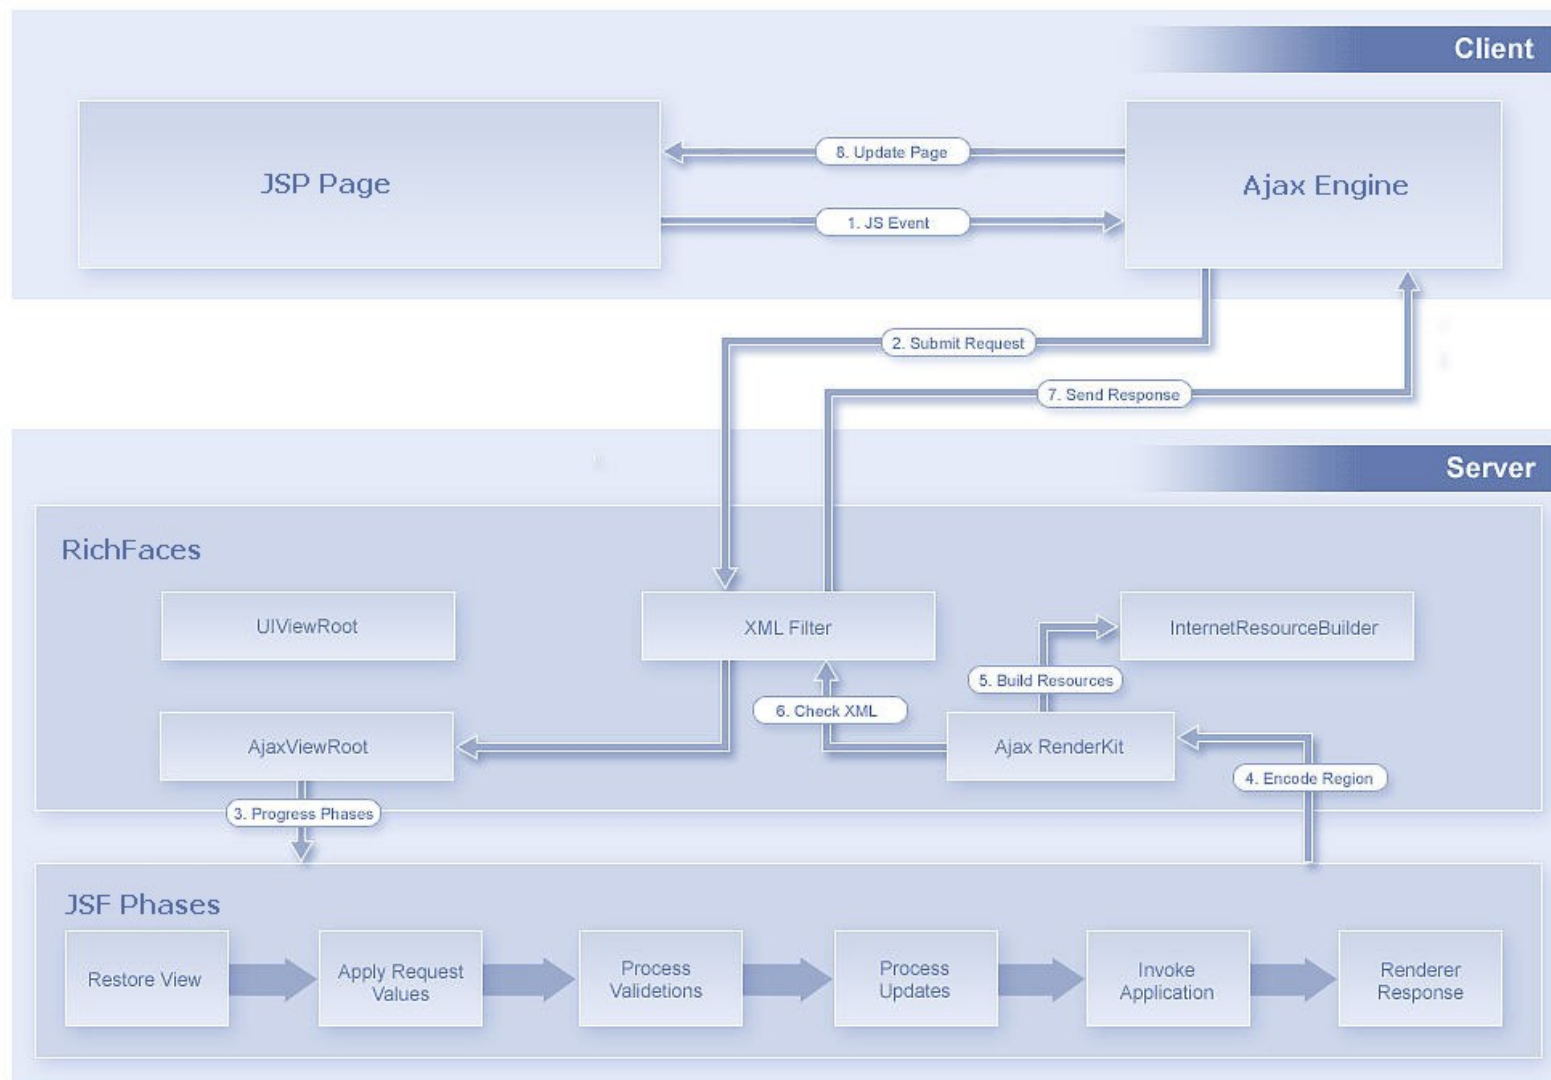 Client
JSP Page
8. Update Page
1. JS Event
Ajax Engine
2. Submit Request
7. Send Response
Server
RichFaces
UIViewRoot
XML Filter
InternetResourceBuilder
5. Build Resources
6. Check XML
AjaxViewRoot
Ajax RenderKit
4. Encode Region
3. Progress Phases
JSF Phases
Restore View
Apply Request
Values
Process
Validetions
Process
Updates
Invoke
Application
Renderer
Response